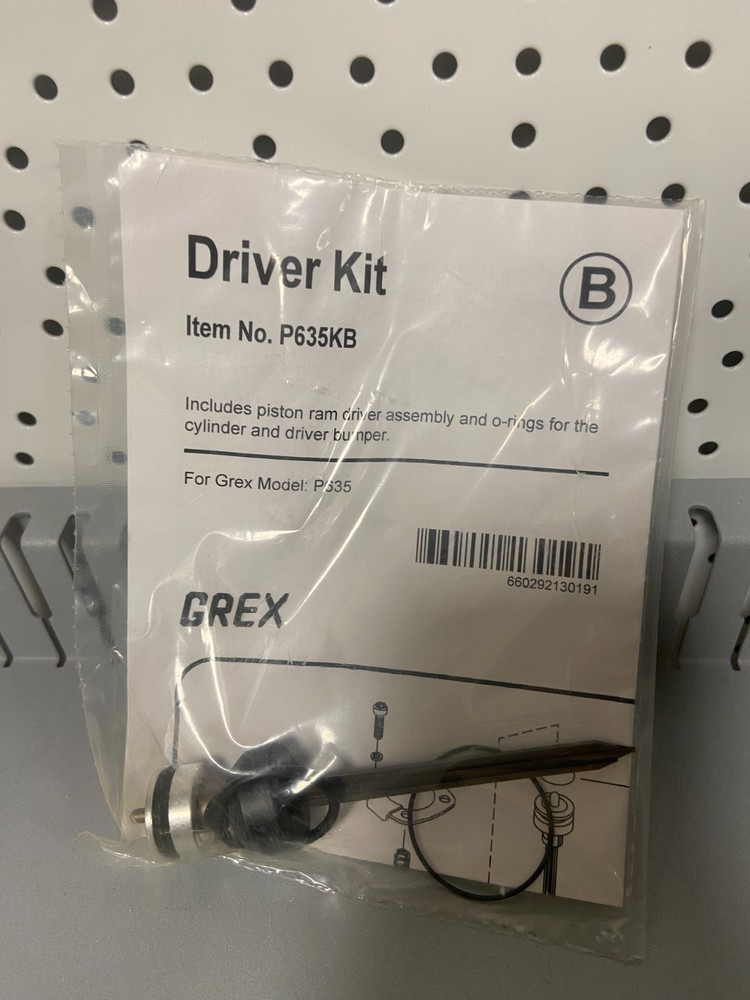 Driver Kit
B
Item No. P635KB
Includes piston ram driver assembly and o-rings for the
cylinder and driver bumper.
For Grex Model: P635
660292130191
GREX